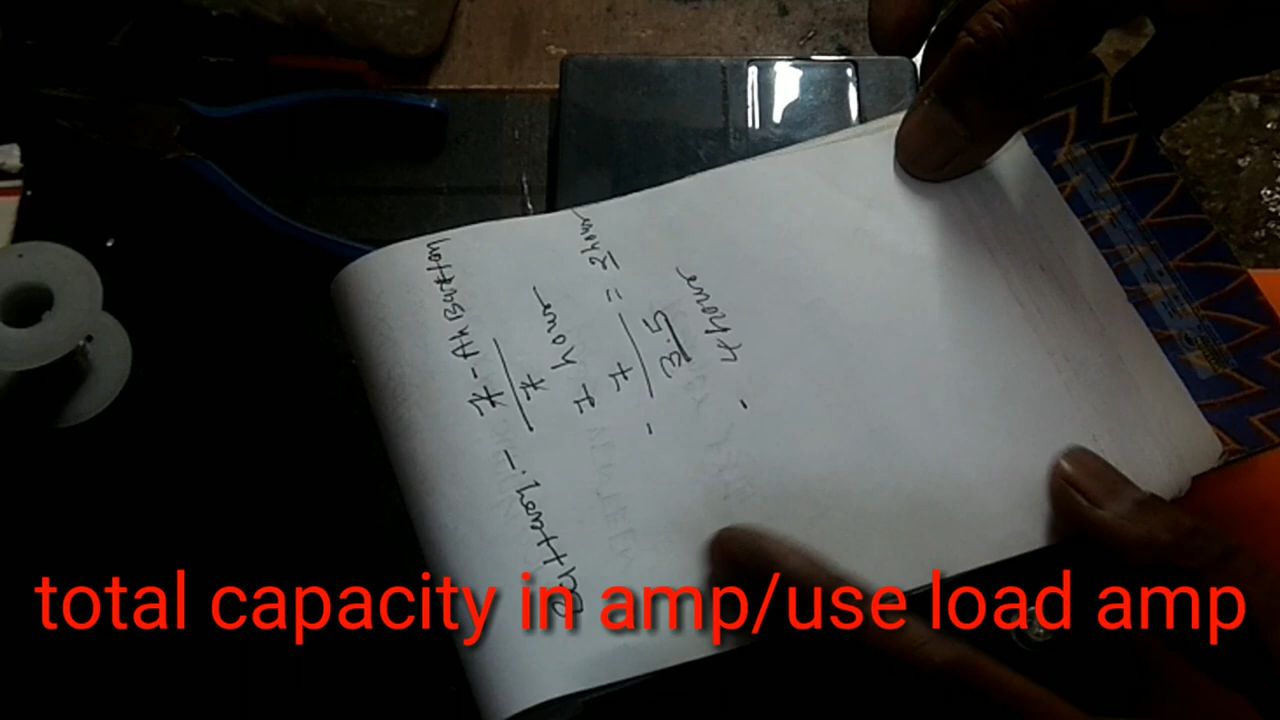 Battery:- 7-Ah Battery
7
1 hour
- 7 = 2 hour
3.5
- 4 hour
total capacity in amp/use load amp